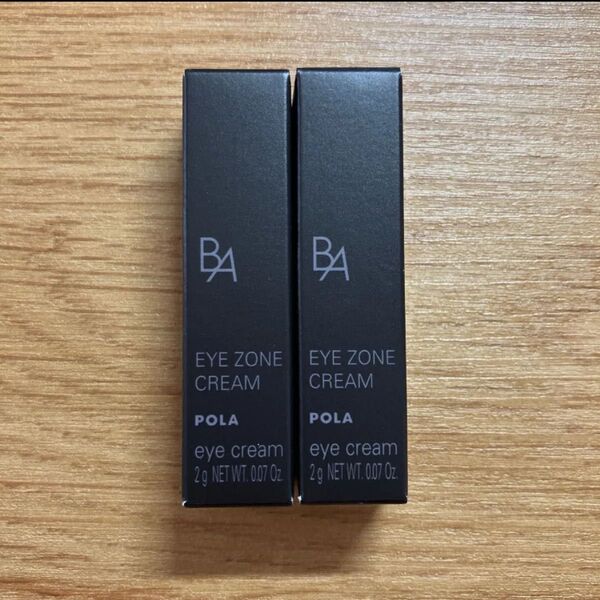 BA
EYE ZONE
CREAM
POLA
eye cream
2g NET WT. 0.07 Oz.
BA
EYE ZONE
CREAM
POLA
eye cream
2g NET WT. 0.07 Oz.